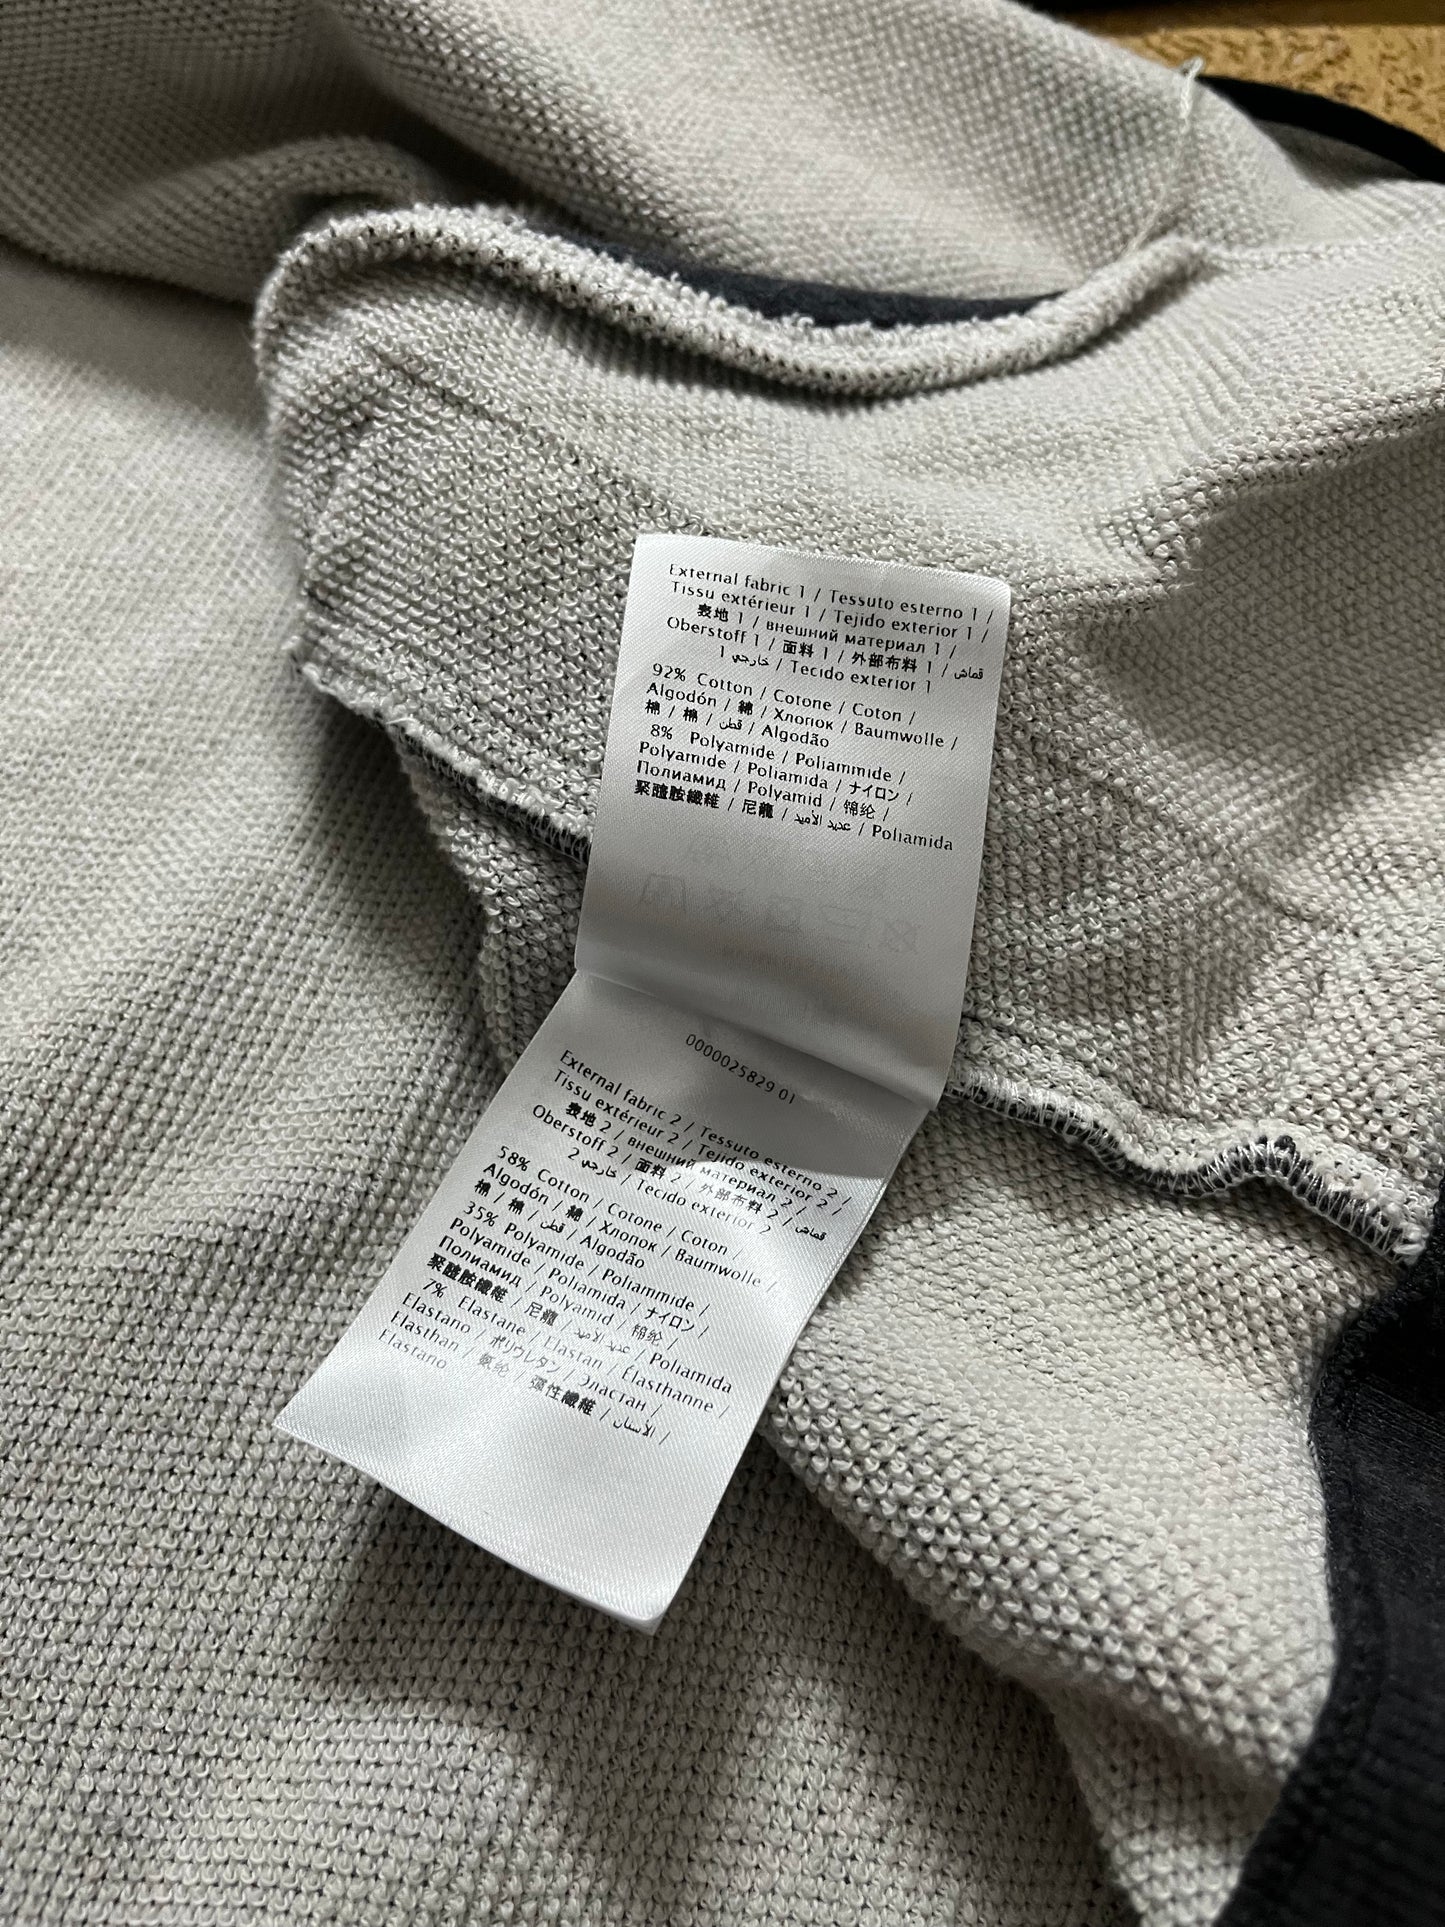 External fabric 1 / Tessuto esterno 1 /
Tissu extérieur 1 / Tejido exterior 1 /
表地 1 / внешний материал 1 /
Oberstoff 1 / 面料 1 / 外部布料 1 / قماش
خارجي 1 / Tecido exterior 1
92% Cotton / Cotone / Coton /
Algodón / 綿 / Хлопок / Baumwolle /
棉 / 棉 / قطن / Algodão
8% Polyamide / Poliammide /
Polyamide / Poliamida / ナイロン /
Полиамид / Polyamid / 锦纶 /
聚醯胺纖維 / 尼龍 / عديد الأميد / Poliamida
0000025829 01
External fabric 2 / Tessuto esterno 2 /
Tissu extérieur 2 / Tejido exterior 2 /
表地 2 / внешний материал 2 /
Oberstoff 2 / 面料 2 / 外部布料 2 / قماش
خارجي 2 / Tecido exterior 2
58% Cotton / Cotone / Coton /
Algodón / 綿 / Хлопок / Baumwolle /
棉 / 棉 / قطن / Algodão
35% Polyamide / Poliammide /
Polyamide / Poliamida / ナイロン /
Полиамид / Polyamid / 锦纶 /
聚醯胺纖維 / 尼龍 / عديد الأميد / Poliamida
7% Elastane / Elastan / Élasthanne /
Elastano / ポリウレタン / Эластан /
Elasthan / 氨纶 / 彈性纖維 / الأستان /
Elastano